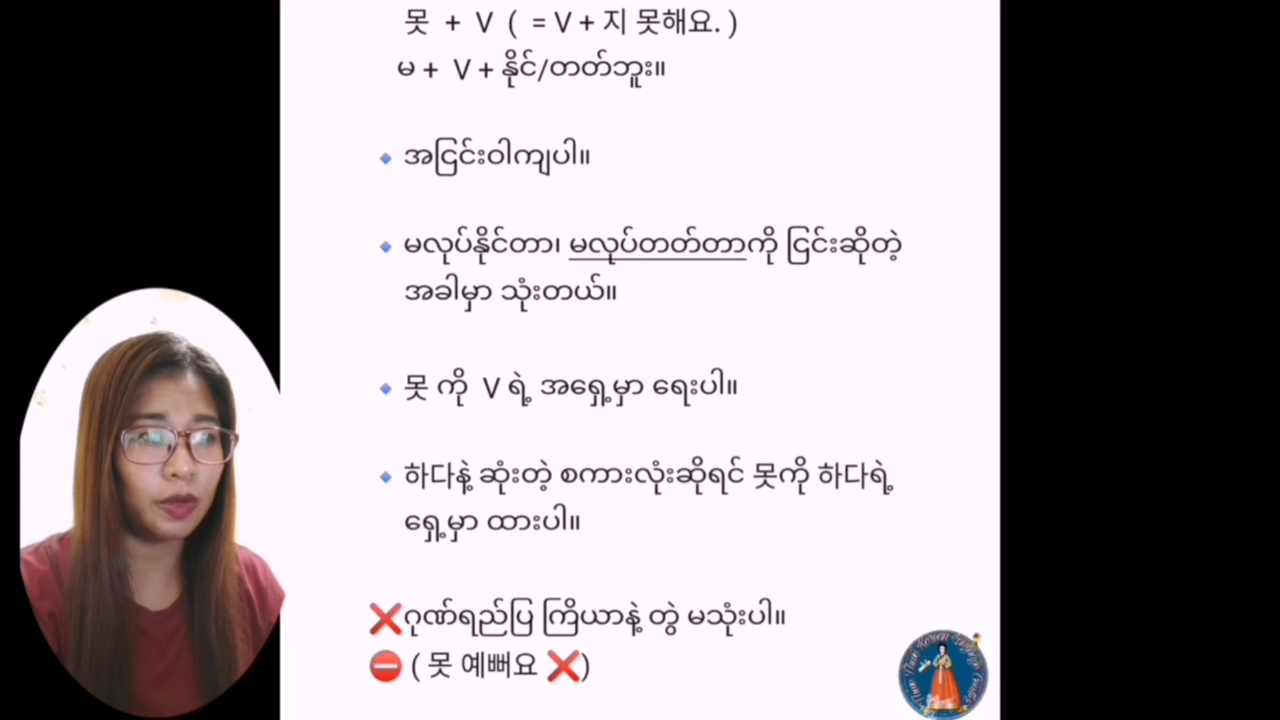 못 + V ( = V + 지 못해요. )
မ + V + နိုင်/တတ်ဘူး။
🔹 အငြင်းဝါကျပါ။
🔹 မလုပ်နိုင်တာ၊ မလုပ်တတ်တာကို ငြင်းဆိုတဲ့
အခါမှာ သုံးတယ်။
🔹 못 ကို V ရဲ့ အရှေ့မှာ ရေးပါ။
🔹 하다နဲ့ ဆုံးတဲ့ စကားလုံးဆိုရင် 못ကို 하다ရဲ့
ရှေ့မှာ ထားပါ။
❌ဂုဏ်ရည်ပြ ကြိယာနဲ့ တွဲ မသုံးပါ။
⛔ ( 못 예뻐요 ❌)